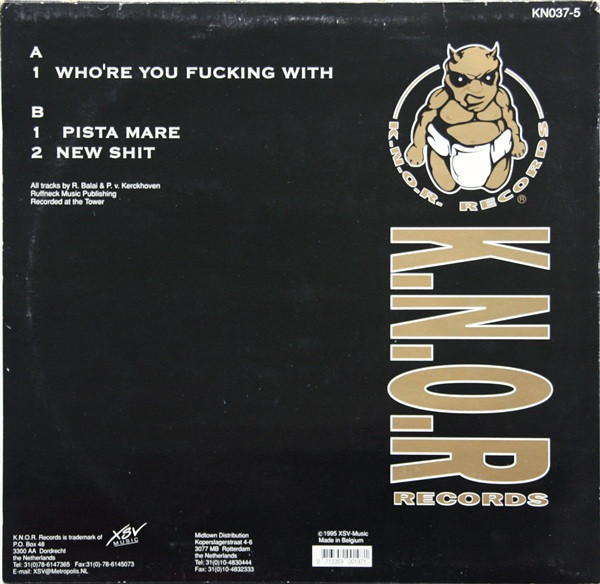 KN037-5
A
1 WHO'RE YOU FUCKING WITH
B
1 PISTA MARE
2 NEW SHIT
All tracks by R. Balai & P. v. Kerckhoven
Ruffneck Music Publishing
Recorded at the Tower
K.N.O.R. RECORDS ®
K.N.O.R
RECORDS
K.N.O.R. Records is trademark of
P.O. Box 48
3300 AA Dordrecht
the Netherlands
Tel: 31(0)78-6147365 Fax:31(0)-78-6145073
E-mail: XSV@Metropolis.NL
XSV
MUSIC
Midtown Distribution
Koperslagerstraat 4-6
3077 MB Rotterdam
the Netherlands
Tel: 31(0)10-4830444
Fax: 31(0)10-4832333
© 1995 XSV-Music
Made in Belgium